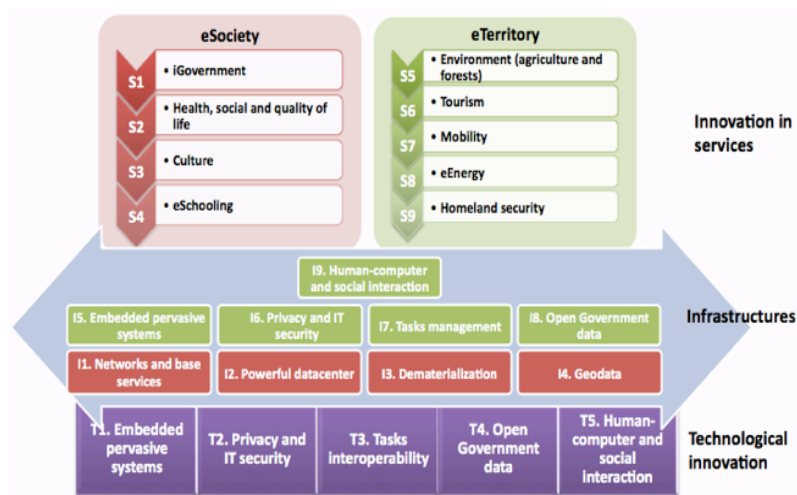 eSociety
S1
• iGovernment
S2
• Health, social and quality of
life
S3
• Culture
S4
• eSchooling
eTerritory
S5
• Environment (agriculture and
forests)
S6
• Tourism
S7
• Mobility
S8
• eEnergy
S9
• Homeland security
Innovation in
services
I9. Human-computer
and social interaction
I5. Embedded pervasive
systems
I6. Privacy and IT
security
I7. Tasks management
I8. Open Government
data
Infrastructures
I1. Networks and base
services
I2. Powerful datacenter
I3. Dematerialization
I4. Geodata
T1. Embedded
pervasive
systems
T2. Privacy and
IT security
T3. Tasks
interoperability
T4. Open
Government
data
T5. Human-
computer and
social
interaction
Technological
innovation